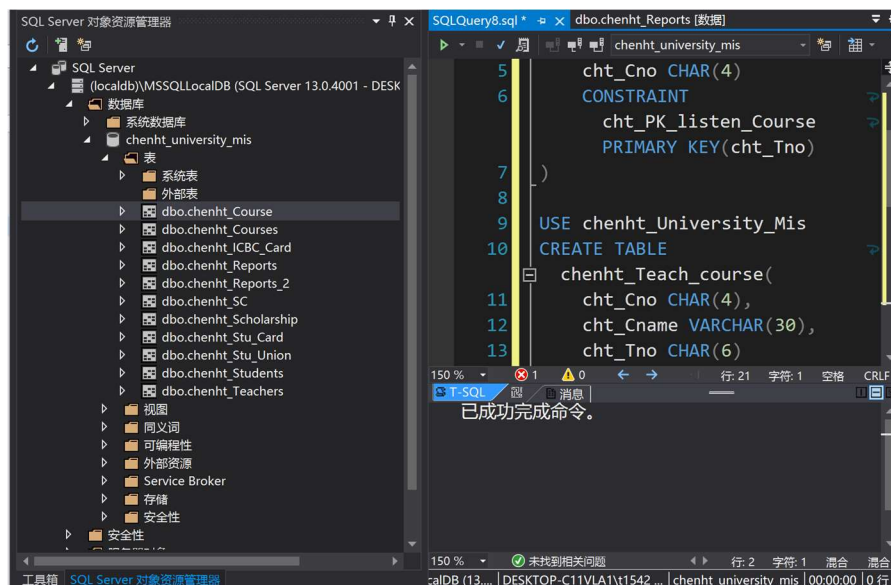 SQL Server 对象资源管理器
SQL Server
(localdb)\MSSQLLocalDB (SQL Server 13.0.4001 - DESK
数据库
系统数据库
chenht_university_mis
表
系统表
外部表
dbo.chenht_Course
dbo.chenht_Courses
dbo.chenht_ICBC_Card
dbo.chenht_Reports
dbo.chenht_Reports_2
dbo.chenht_SC
dbo.chenht_Scholarship
dbo.chenht_Stu_Card
dbo.chenht_Stu_Union
dbo.chenht_Students
dbo.chenht_Teachers
视图
同义词
可编程性
外部资源
Service Broker
存储
安全性
安全性
工具箱 SQL Server 对象资源管理器
SQLQuery8.sql * dbo.chenht_Reports [数据]
chenht_university_mis
5 cht_Cno CHAR(4)
6 CONSTRAINT
cht_PK_listen_Course
PRIMARY KEY(cht_Tno)
7 )
8
9 USE chenht_University_Mis
10 CREATE TABLE
chenht_Teach_course(
11 cht_Cno CHAR(4),
12 cht_Cname VARCHAR(30),
13 cht_Tno CHAR(6)
150 % 1 0 行: 21 字符: 1 空格 CRLF
T-SQL 消息
已成功完成命令。
150 % 未找到相关问题 行: 2 字符: 1 混合 混合
calDB (13.... DESKTOP-C11VLA1\t1542 ... chenht_university_mis 00:00:00 0 行